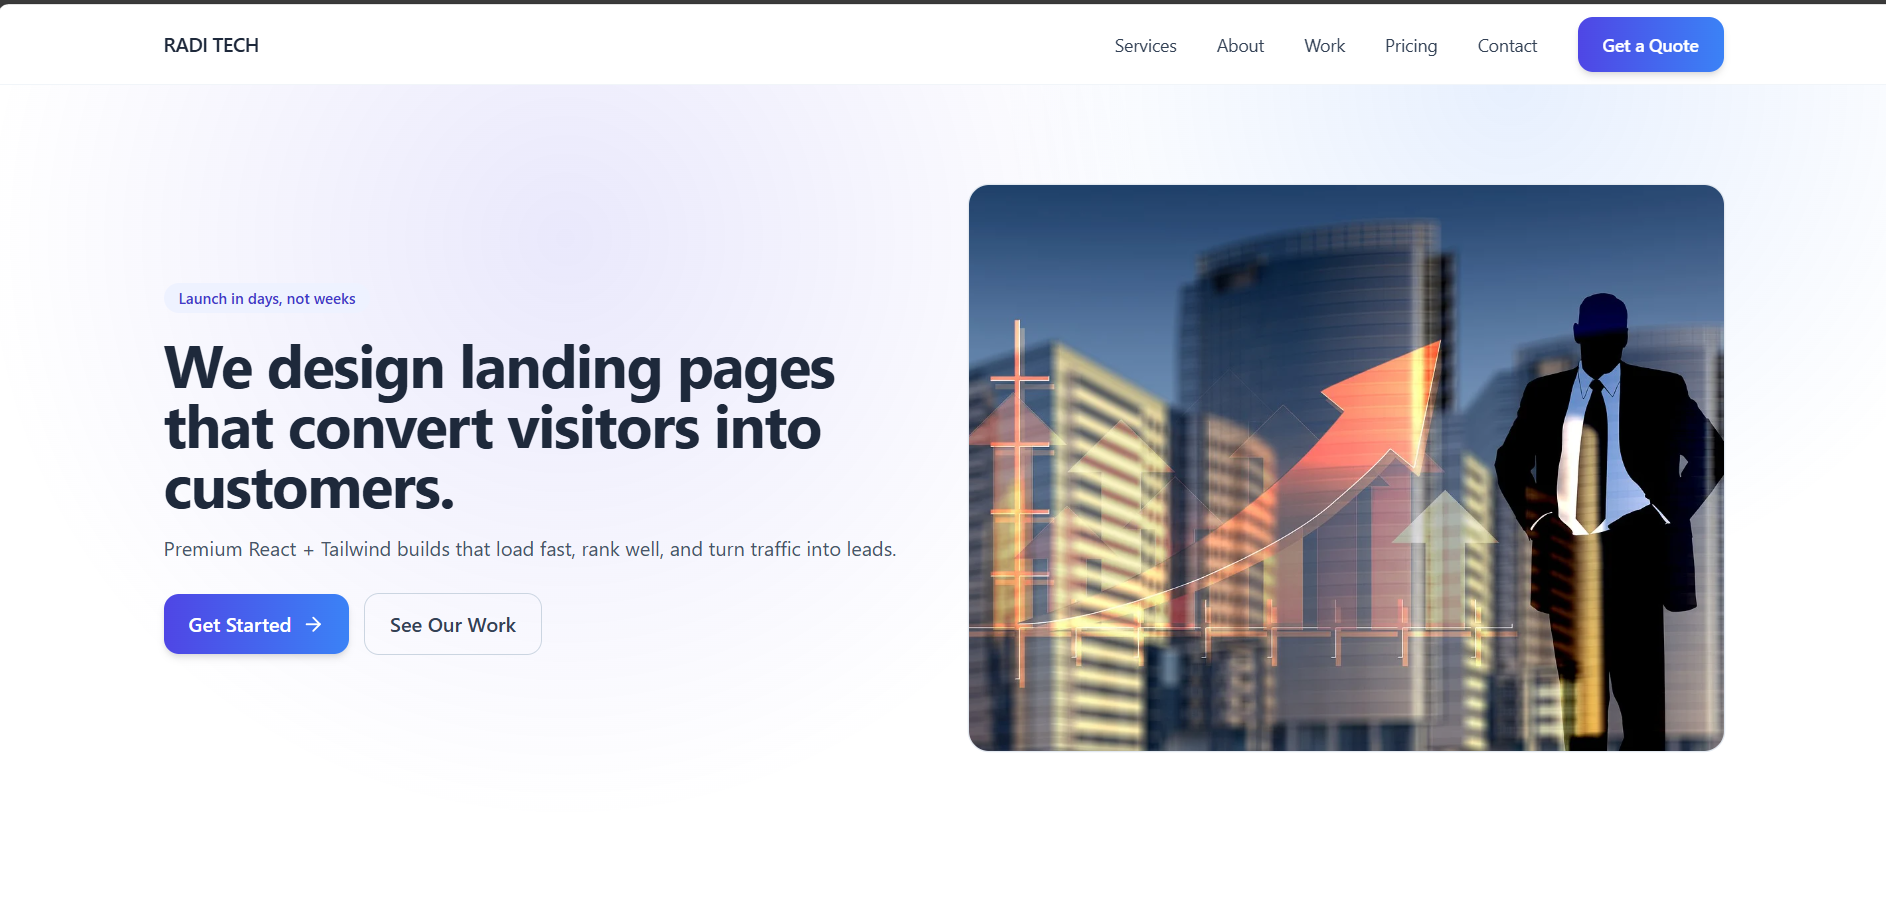 RADI TECH
Services
About
Work
Pricing
Contact
Get a Quote
Launch in days, not weeks
We design landing pages
that convert visitors into
customers.
Premium React + Tailwind builds that load fast, rank well, and turn traffic into leads.
Get Started →
See Our Work